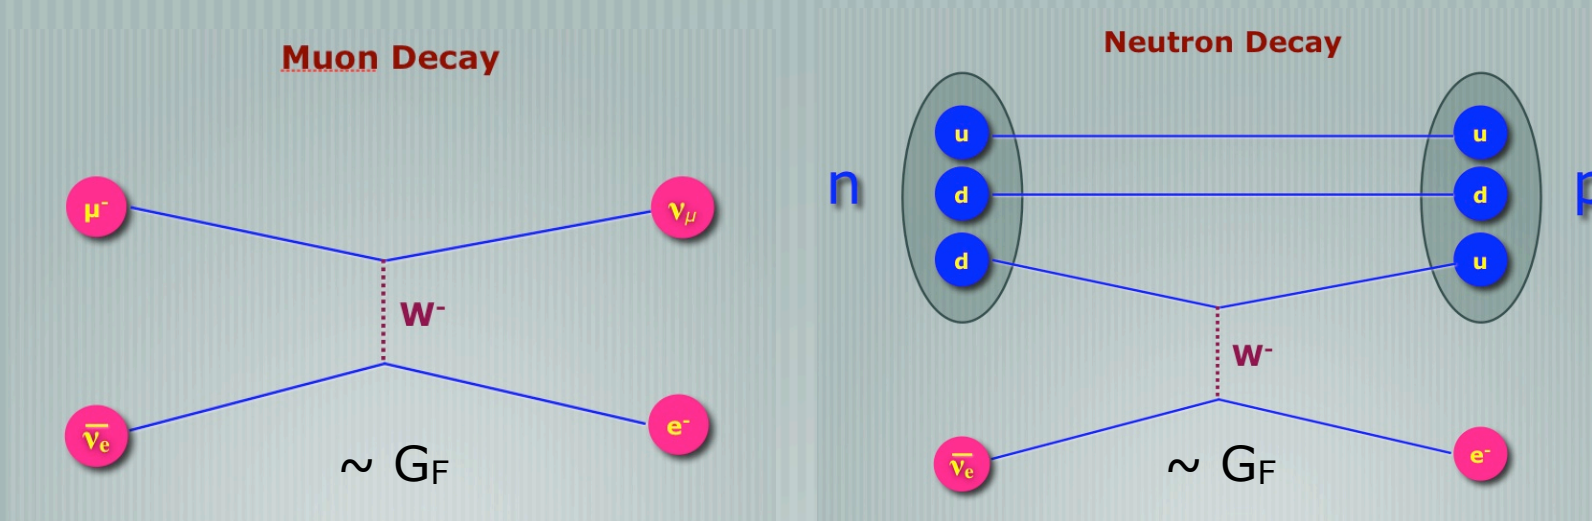 Muon Decay
μ⁻
νμ
W⁻
ν̅e
e⁻
~ GF
Neutron Decay
n
u
u
p
d
d
d
u
W⁻
ν̅e
e⁻
~ GF